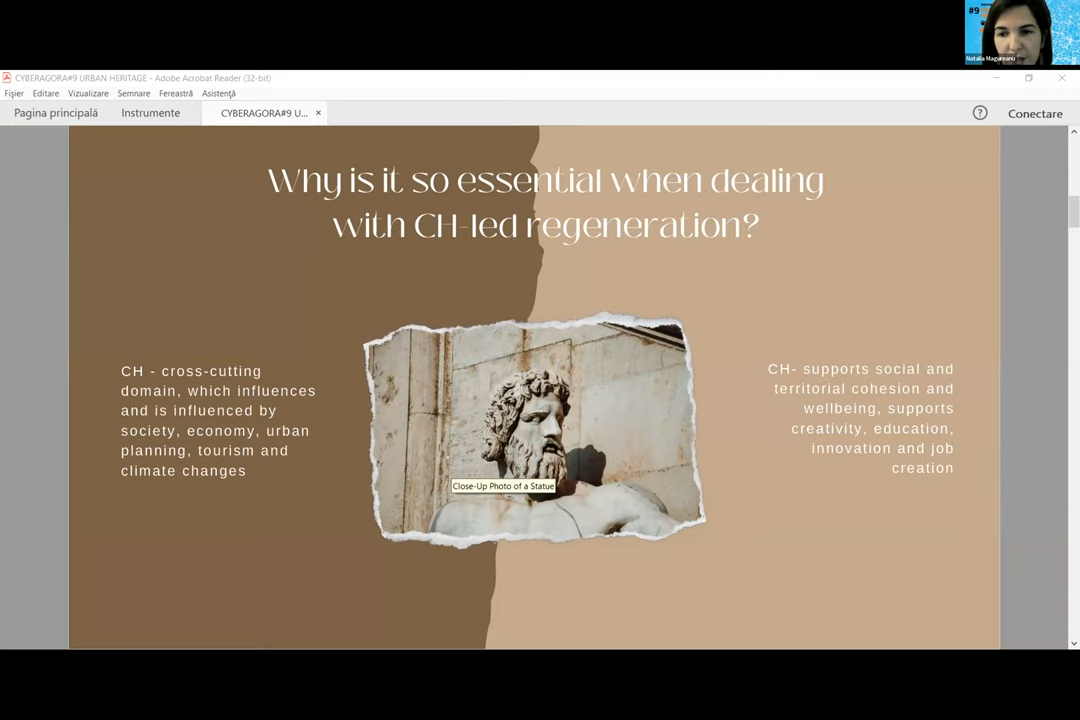 #9
Natalia Magureanu
CYBERAGORA#9 URBAN HERITAGE - Adobe Acrobat Reader (32-bit)
Fișier Editare Vizualizare Semnare Fereastră Asistență
Pagina principală Instrumente CYBERAGORA#9 U... × ? Conectare
Why is it so essential when dealing
with CH-led regeneration?
CH - cross-cutting
domain, which influences
and is influenced by
society, economy, urban
planning, tourism and
climate changes
Close-Up Photo of a Statue
CH- supports social and
territorial cohesion and
wellbeing, supports
creativity, education,
innovation and job
creation